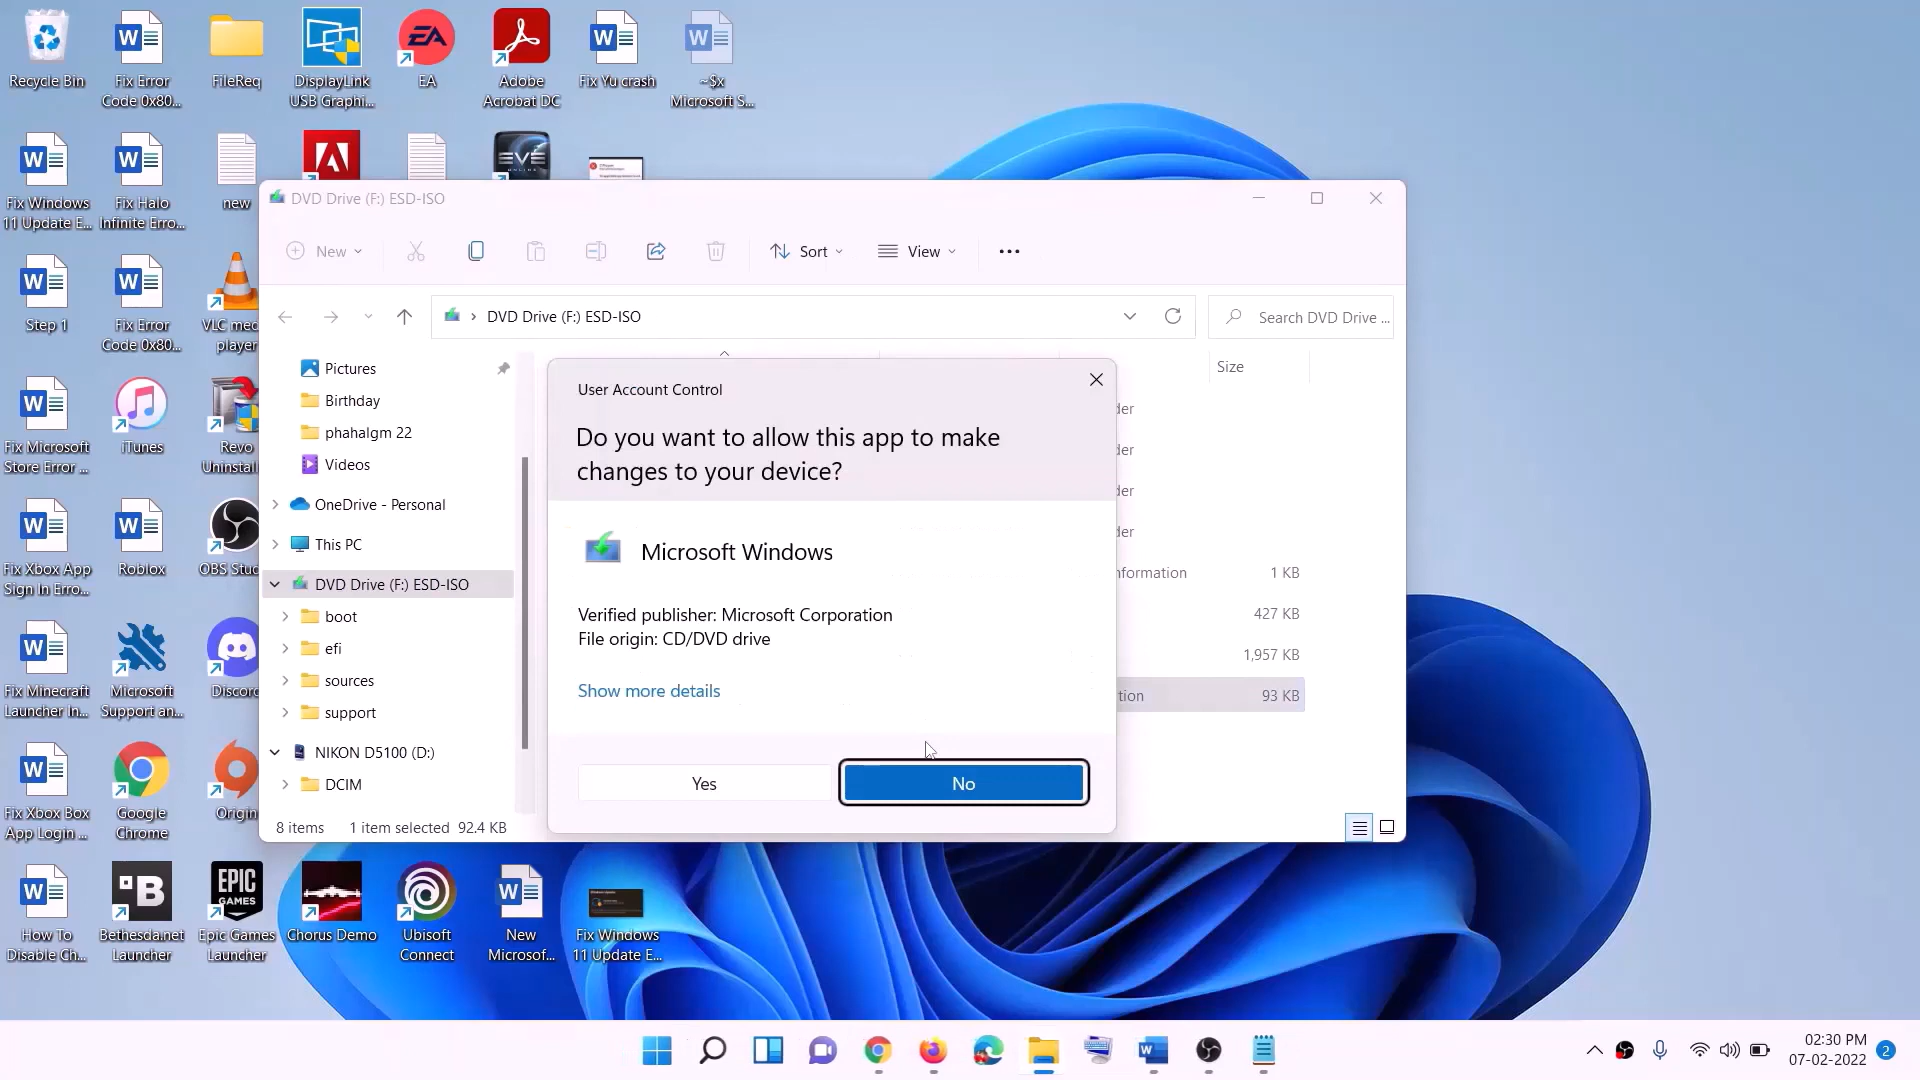 Recycle Bin
Fix Error
Code 0x80...
FileReq
DisplayLink
USB Graphi...
EA
Adobe
Acrobat DC
Fix Yu crash
~$x
Microsoft S...
Fix Windows
11 Update E...
Fix Halo
Infinite Erro...
new
Step 1
Fix Error
Code 0x80...
VLC med
player
Fix Microsoft
Store Error ...
iTunes
Revo
Uninstall
Fix Xbox App
Sign In Erro...
Roblox
OBS Stud
Fix Minecraft
Launcher In...
Microsoft
Support an...
Discord
Fix Xbox Box
App Login ...
Google
Chrome
Origin
How To
Disable Ch...
Bethesda.net
Launcher
EPIC
GAMES
Epic Games
Launcher
Chorus Demo
Ubisoft
Connect
New
Microsof...
Fix Windows
11 Update E...
DVD Drive (F:) ESD-ISO
New
Sort
View
DVD Drive (F:) ESD-ISO
Search DVD Drive ...
Pictures
Birthday
phahalgm 22
Videos
OneDrive - Personal
This PC
DVD Drive (F:) ESD-ISO
boot
efi
sources
support
NIKON D5100 (D:)
DCIM
8 items
1 item selected 92.4 KB
Size
der
der
der
der
nformation
1 KB
427 KB
1,957 KB
tion
93 KB
User Account Control
Do you want to allow this app to make
changes to your device?
Microsoft Windows
Verified publisher: Microsoft Corporation
File origin: CD/DVD drive
Show more details
Yes
No
02:30 PM
07-02-2022
2